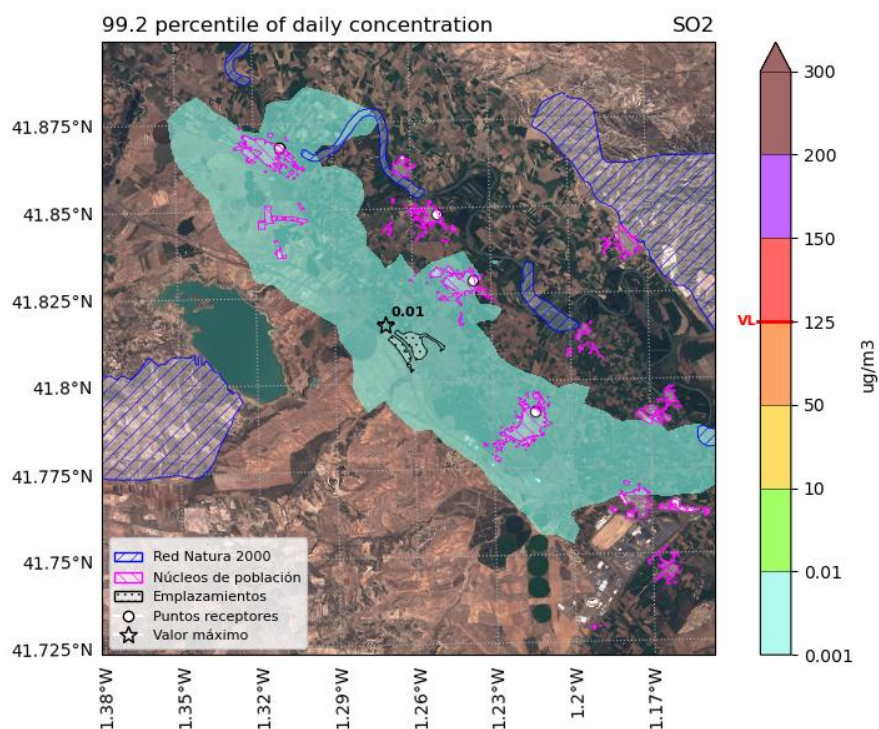 99.2 percentile of daily concentration SO2
41.875°N
41.85°N
41.825°N
41.8°N
41.775°N
41.75°N
41.725°N
0.01
Red Natura 2000
Núcleos de población
Emplazamientos
Puntos receptores
Valor máximo
1.38°W
1.35°W
1.32°W
1.29°W
1.26°W
1.23°W
1.2°W
1.17°W
300
200
150
VL
125
50
10
0.01
0.001
ug/m3